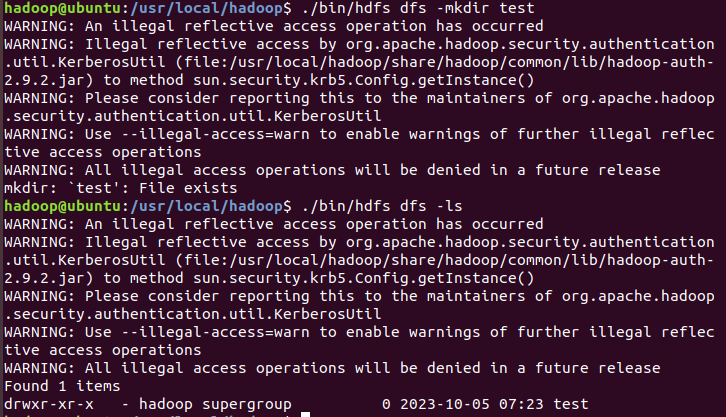 hadoop@ubuntu:/usr/local/hadoop$ ./bin/hdfs dfs -mkdir test
WARNING: An illegal reflective access operation has occurred
WARNING: Illegal reflective access by org.apache.hadoop.security.authentication
.util.KerberosUtil (file:/usr/local/hadoop/share/hadoop/common/lib/hadoop-auth-
2.9.2.jar) to method sun.security.krb5.Config.getInstance()
WARNING: Please consider reporting this to the maintainers of org.apache.hadoop
.security.authentication.util.KerberosUtil
WARNING: Use --illegal-access=warn to enable warnings of further illegal reflec
tive access operations
WARNING: All illegal access operations will be denied in a future release
mkdir: `test': File exists
hadoop@ubuntu:/usr/local/hadoop$ ./bin/hdfs dfs -ls
WARNING: An illegal reflective access operation has occurred
WARNING: Illegal reflective access by org.apache.hadoop.security.authentication
.util.KerberosUtil (file:/usr/local/hadoop/share/hadoop/common/lib/hadoop-auth-
2.9.2.jar) to method sun.security.krb5.Config.getInstance()
WARNING: Please consider reporting this to the maintainers of org.apache.hadoop
.security.authentication.util.KerberosUtil
WARNING: Use --illegal-access=warn to enable warnings of further illegal reflec
tive access operations
WARNING: All illegal access operations will be denied in a future release
Found 1 items
drwxr-xr-x   - hadoop supergroup          0 2023-10-05 07:23 test